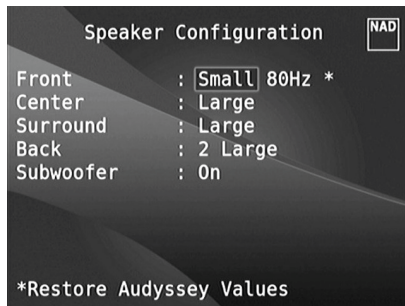 Speaker Configuration
NAD
Front : Small 80Hz *
Center : Large
Surround : Large
Back : 2 Large
Subwoofer : On
*Restore Audyssey Values